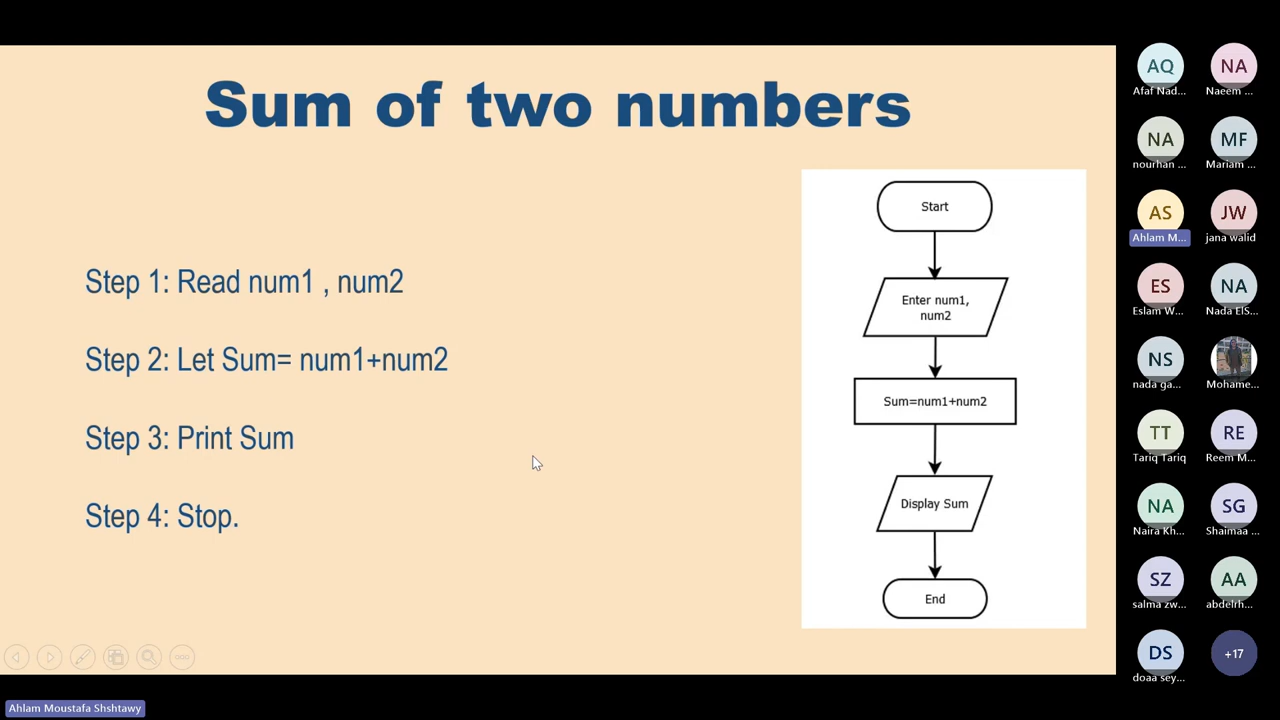 Sum of two numbers
Step 1: Read num1 , num2
Step 2: Let Sum= num1+num2
Step 3: Print Sum
Step 4: Stop.
Start
Enter num1,
num2
Sum=num1+num2
Display Sum
End
AQ
Afaf Nad...
NA
Naeem ...
NA
nourhan ...
MF
Mariam ...
AS
Ahlam M...
JW
jana walid
ES
Eslam W...
NA
Nada ElS...
NS
nada ga...
Mohame...
TT
Tariq Tariq
RE
Reem M...
NA
Naira Kh...
SG
Shaimaa ...
SZ
salma zw...
AA
abdelrh...
DS
doaa sey...
+17
Ahlam Moustafa Shshtawy